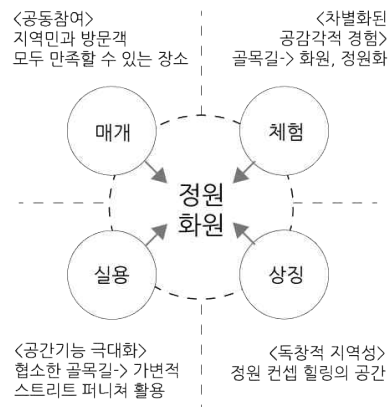 <공동참여>
지역민과 방문객
모두 만족할 수 있는 장소
<차별화된
공감각적 경험>
골목길-> 화원, 정원화
매개
체험
정원
화원
실용
상징
<공간기능 극대화>
협소한 골목길-> 가변적
스트리트 퍼니쳐 활용
<독창적 지역성>
정원 컨셉 힐링의 공간